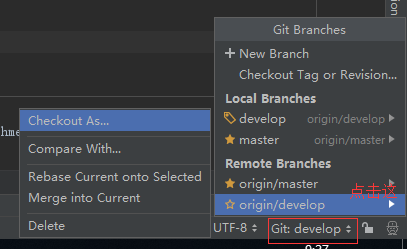 Git Branches
+ New Branch
Checkout Tag or Revision...
Local Branches
develop origin/develop
master origin/master
Remote Branches
origin/master
点击这
origin/develop
Checkout As...
Compare With...
Rebase Current onto Selected
Merge into Current
Delete
UTF-8
Git: develop